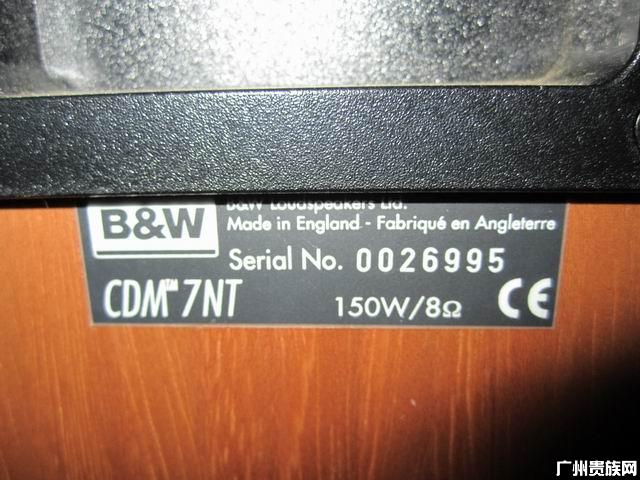 B&W Loudspeakers Ltd.
B&W
Made in England - Fabriqué en Angleterre
Serial No. 0026995
CDM™ 7NT
150W/8Ω
CE
广州贵族网